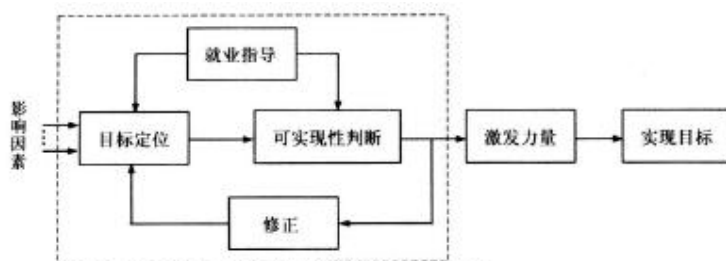 就业指导
影响因素
目标定位
可实现性判断
激发力量
实现目标
修正